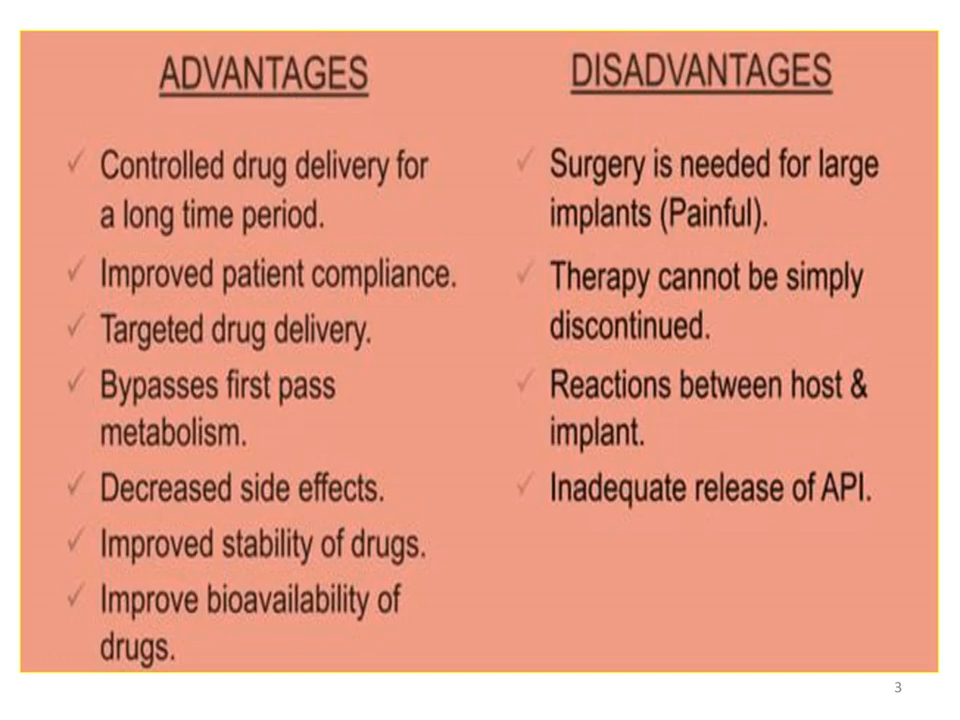 ADVANTAGES
✓ Controlled drug delivery for
a long time period.
✓ Improved patient compliance.
✓ Targeted drug delivery.
✓ Bypasses first pass
metabolism.
✓ Decreased side effects.
✓ Improved stability of drugs.
✓ Improve bioavailability of
drugs.
DISADVANTAGES
✓ Surgery is needed for large
implants (Painful).
✓ Therapy cannot be simply
discontinued.
✓ Reactions between host &
implant.
✓ Inadequate release of API.
3